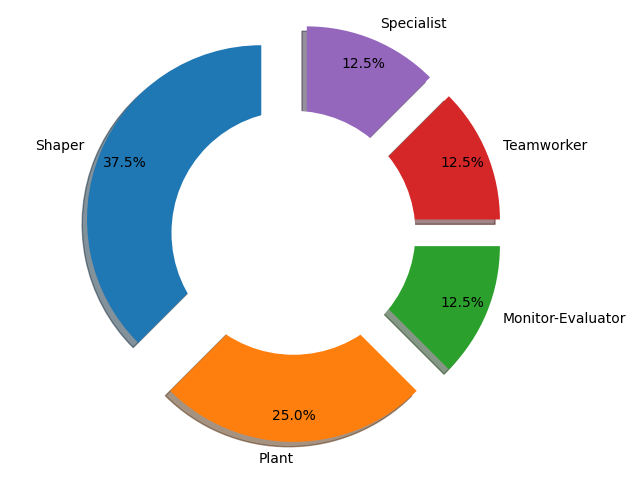 Specialist
12.5%
Shaper
37.5%
Teamworker
12.5%
12.5%
Monitor-Evaluator
25.0%
Plant